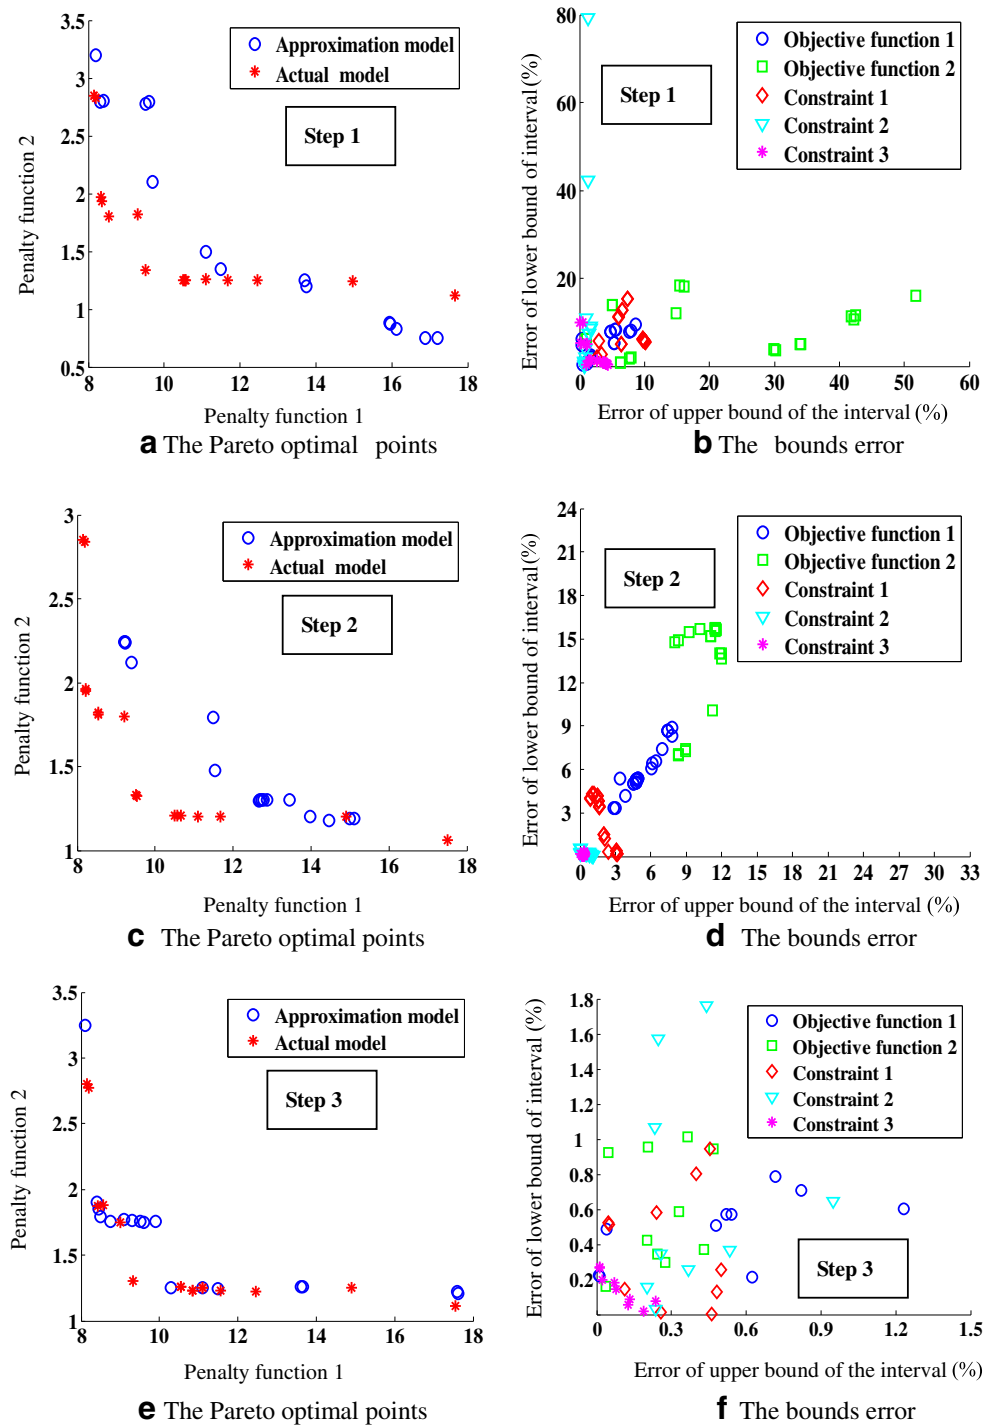 3.5
3
2.5
2
1.5
1
0.5
8
10
12
14
16
18
Penalty function 2
Penalty function 1
Approximation model
Actual model
Step 1
a The Pareto optimal points
80
60
40
20
0
10
20
30
40
50
60
Error of lower bound of interval (%)
Error of upper bound of the interval (%)
Objective function 1
Objective function 2
Constraint 1
Constraint 2
Constraint 3
Step 1
b The bounds error
3
2.5
2
1.5
1
8
10
12
14
16
18
Penalty function 2
Penalty function 1
Approximation model
Actual model
Step 2
c The Pareto optimal points
24
21
18
15
12
9
6
3
0
3
6
9
12
15
18
21
24
27
30
33
Error of lower bound of interval (%)
Error of upper bound of the interval (%)
Objective function 1
Objective function 2
Constraint 1
Constraint 2
Constraint 3
Step 2
d The bounds error
3.5
3
2.5
2
1.5
1
8
10
12
14
16
18
Penalty function 2
Penalty function 1
Approximation model
Actual model
Step 3
e The Pareto optimal points
1.8
1.6
1.4
1.2
1
0.8
0.6
0.4
0.2
0
0.3
0.6
0.9
1.2
1.5
Error of lower bound of interval (%)
Error of upper bound of the interval (%)
Objective function 1
Objective function 2
Constraint 1
Constraint 2
Constraint 3
Step 3
f The bounds error